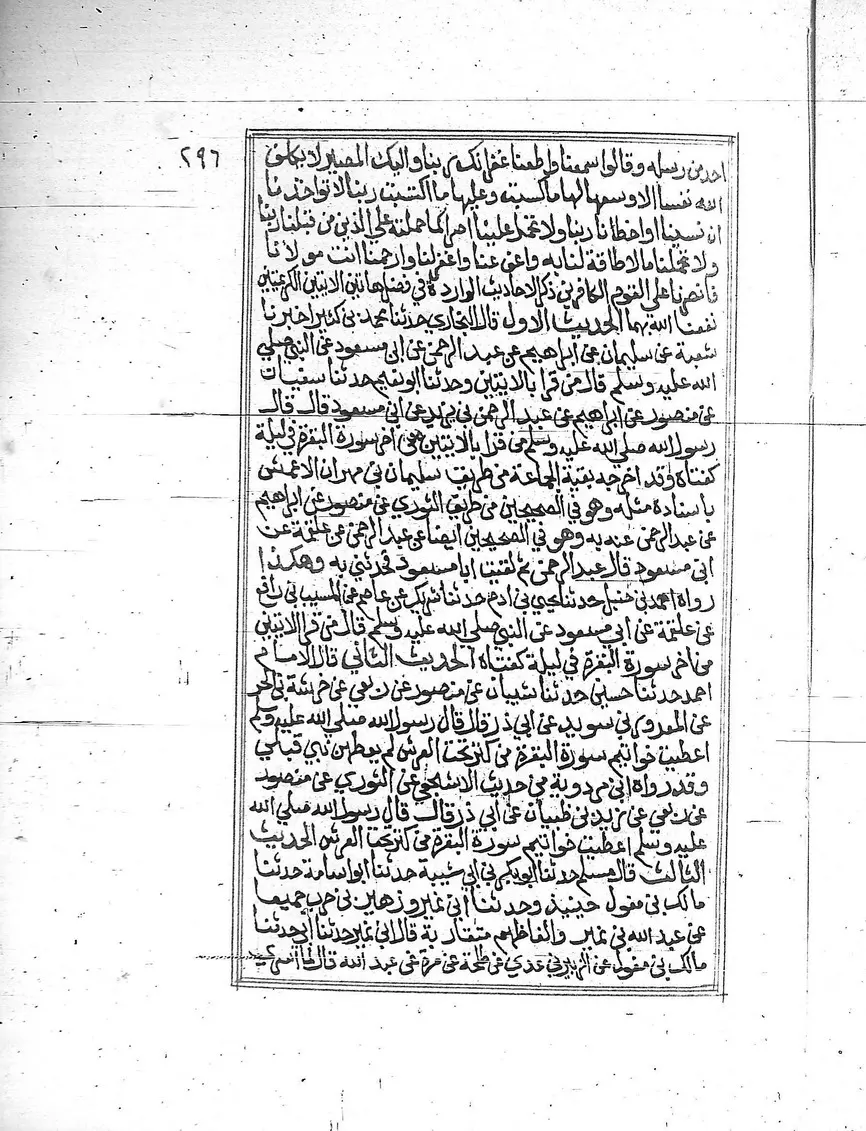 ٢٩٦
احد من رسله وقالوا سمعنا واطعنا غفرانك ربنا واليك المصير لا يكلف
الله نفسا الا وسعها لها ما كسبت وعليها ما اكتسبت ربنا لا تواخذنا
ان نسينا او اخطانا ربنا ولا تحمل علينا اصرا كما حملته علي الذين من قبلنا ربنا
ولا تحملنا ما لا طاقة لنا به واعف عنا واغفر لنا وارحمنا انت مولانا
فانصرنا علي القوم الكافرين ذكر الاحاديث الواردة في فضل هاتين الايتين الكريمتين
نفعنا الله بهما الحديث الاول قال البخاري حدثنا محمد بن كثير اخبرنا
شعبة عن سليمان عن ابراهيم عن عبد الرحمن عن ابي مسعود عن النبي صلي
الله عليه وسلم قال من قرا بالايتين وحدثنا ابو نعيم حدثنا سفيان
عن منصور عن ابراهيم عن عبد الرحمن بن يزيد عن ابي مسعود قال قال
رسول الله صلي الله عليه وسلم من قرا بالايتين من اخر سورة البقرة في ليلة
كفتاه وقد اخرجه بقية الجماعة من طريق سليمان بن مهران الاعمش
باسناده مثله وهو في الصحيحين من طريق الثوري عن منصور عن ابراهيم
عن عبد الرحمن عنه به وهو في الصحيحين ايضا عن عبد الرحمن عن علقمة عن
ابي مسعود قال عبد الرحمن ثم لقيت ابا مسعود فحدثني به وهكذا
رواه احمد بن حنبل حدثنا يحيي بن ادم حدثنا شريك عن عاصم عن المسيب بن رافع
عن علقمة عن ابي مسعود عن النبي صلي الله عليه وسلم قال من قرا الايتين
من اخر سورة البقرة في ليلة كفتاه الحديث الثاني قال الامام
احمد حدثنا حسين حدثنا شيبان عن منصور عن ربعي عن خرشة بن الحر
عن المعرور بن سويد عن ابي ذر قال قال رسول الله صلي الله عليه وسلم
اعطيت خواتيم سورة البقرة من كنز تحت العرش لم يعطهن نبي قبلي
وقد رواه ابن مردوية من حديث الاشجعي عن الثوري عن منصور
عن ربعي عن زيد بن ظبيان عن ابي ذر قال قال رسول الله صلي الله
عليه وسلم اعطيت خواتيم سورة البقرة من كنز تحت العرش الحديث
الثالث قال مسلم حدثنا ابو بكر بن ابي شيبة حدثنا ابو اسامة حدثنا
مالك بن مغول حينيذ وحدثنا ابن نمير وزهير بن حرب جميعا
عن عبد الله بن نمير والفاظهم متقاربة قال ابن نمير حدثنا ابي حدثنا
مالك بن مغول عن الزبير بن عدي عن طلحة عن مرة عن عبد الله قال لما اسري